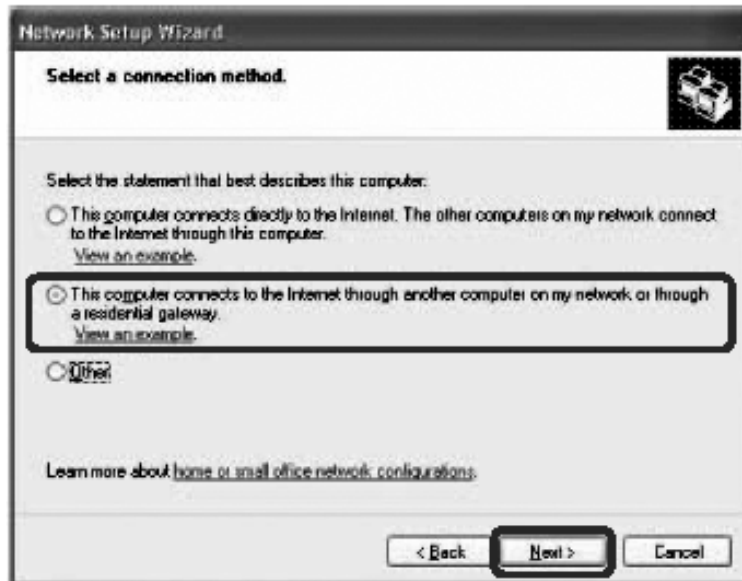 Network Setup Wizard
Select a connection method.
Select the statement that best describes this computer:
This computer connects directly to the Internet. The other computers on my network connect
to the Internet through this computer.
View an example.
This computer connects to the Internet through another computer on my network or through
a residential gateway.
View an example.
Other
Learn more about home or small office network configurations.
< Back
Next >
Cancel